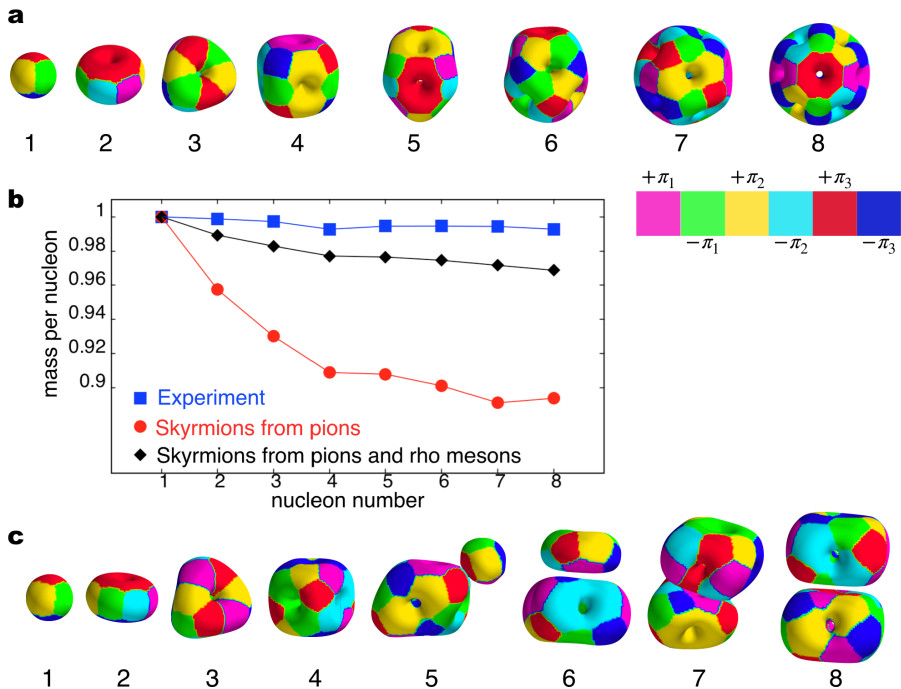 a
1 2 3 4 5 6 7 8
+π₁ +π₂ +π₃
−π₁ −π₂ −π₃
b
1
0.98
0.96
0.94
0.92
0.9
mass per nucleon
Experiment
Skyrmions from pions
Skyrmions from pions and rho mesons
1 2 3 4 5 6 7 8
nucleon number
c
1 2 3 4 5 6 7 8